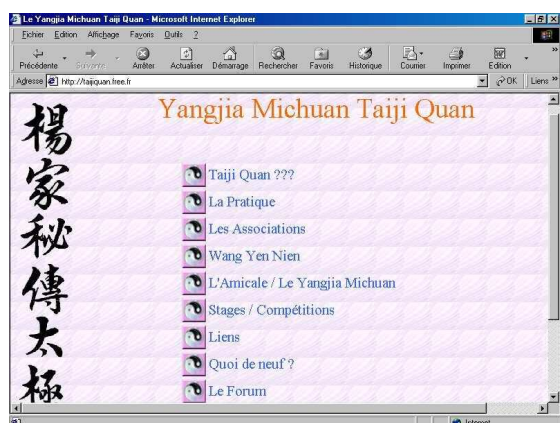 Le Yangjia Michuan Taiji Quan - Microsoft Internet Explorer
Fichier Edition Affichage Favoris Outils ?
Précédente Suivante Arrêter Actualiser Démarrage Rechercher Favoris Historique Courrier Imprimer Edition »
Adresse http://taijiquan.free.fr OK Liens »
Yangjia Michuan Taiji Quan
楊
家
秘
傳
太
極
Taiji Quan ???
La Pratique
Les Associations
Wang Yen Nien
L'Amicale / Le Yangjia Michuan
Stages / Compétitions
Liens
Quoi de neuf ?
Le Forum
Internet